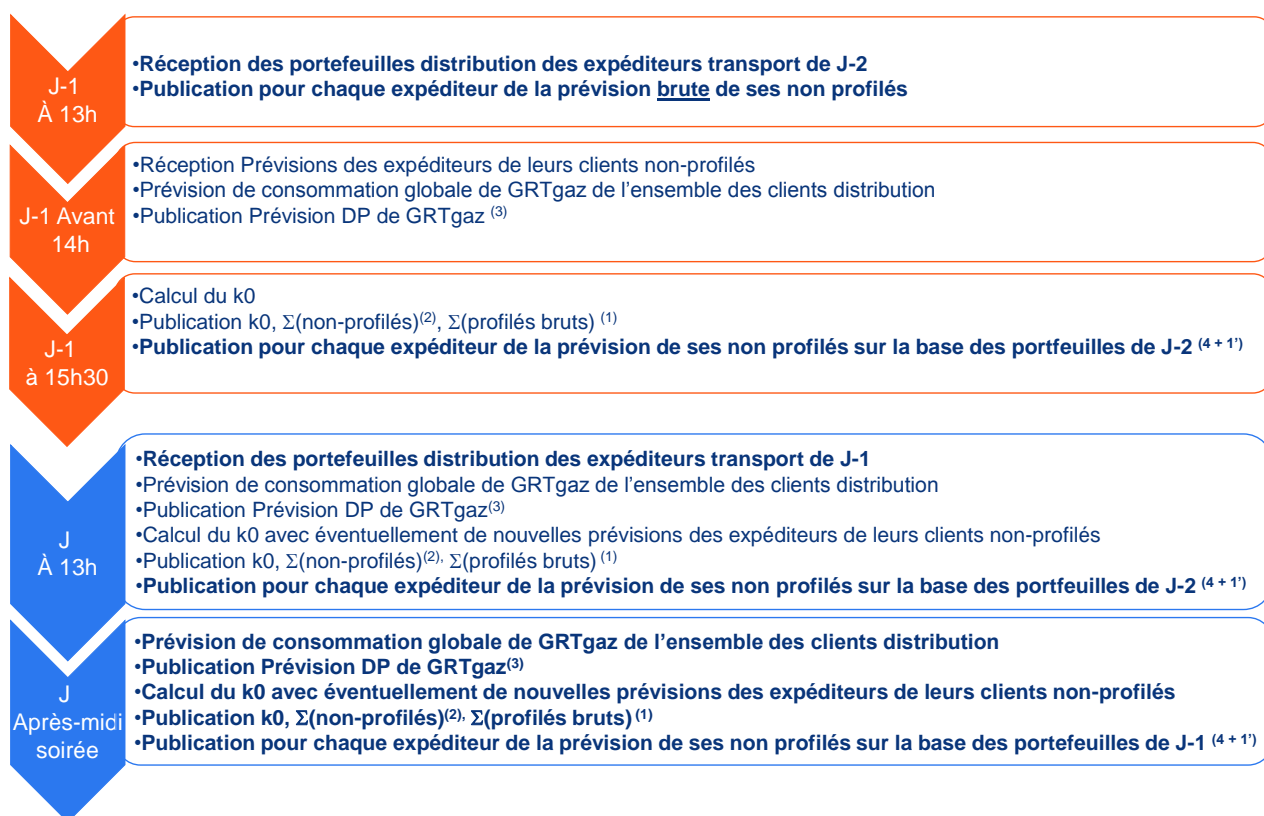 J-1
À 13h
•Réception des portefeuilles distribution des expéditeurs transport de J-2
•Publication pour chaque expéditeur de la prévision brute de ses non profilés
J-1 Avant
14h
•Réception Prévisions des expéditeurs de leurs clients non-profilés
•Prévision de consommation globale de GRTgaz de l'ensemble des clients distribution
•Publication Prévision DP de GRTgaz (3)
J-1
à 15h30
•Calcul du k0
•Publication k0, Σ(non-profilés)(2), Σ(profilés bruts) (1)
•Publication pour chaque expéditeur de la prévision de ses non profilés sur la base des portfeuilles de J-2 (4 + 1')
J
À 13h
•Réception des portefeuilles distribution des expéditeurs transport de J-1
•Prévision de consommation globale de GRTgaz de l'ensemble des clients distribution
•Publication Prévision DP de GRTgaz(3)
•Calcul du k0 avec éventuellement de nouvelles prévisions des expéditeurs de leurs clients non-profilés
•Publication k0, Σ(non-profilés)(2), Σ(profilés bruts) (1)
•Publication pour chaque expéditeur de la prévision de ses non profilés sur la base des portfeuilles de J-2 (4 + 1')
J
Après-midi
soirée
•Prévision de consommation globale de GRTgaz de l'ensemble des clients distribution
•Publication Prévision DP de GRTgaz(3)
•Calcul du k0 avec éventuellement de nouvelles prévisions des expéditeurs de leurs clients non-profilés
•Publication k0, Σ(non-profilés)(2), Σ(profilés bruts) (1)
•Publication pour chaque expéditeur de la prévision de ses non profilés sur la base des portefeuilles de J-1 (4 + 1')